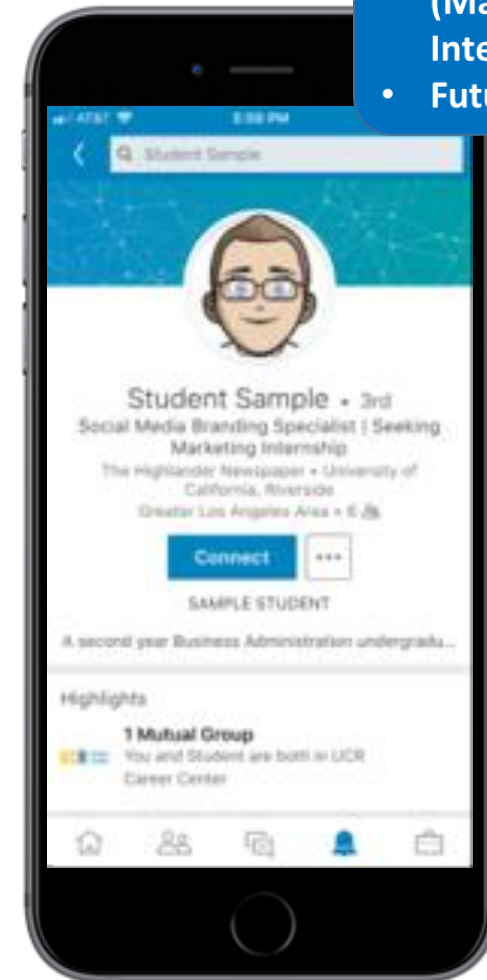 (Ma
Inte
• Futu
AT&T
Student Sample
Student Sample • 3rd
Social Media Branding Specialist | Seeking
Marketing Internship
The Highlander Newspaper • University of
California, Riverside
Greater Los Angeles Area • 6
Connect
SAMPLE STUDENT
A second year Business Administration undergradu...
Highlights
1 Mutual Group
You and Student are both in UCR
Career Center